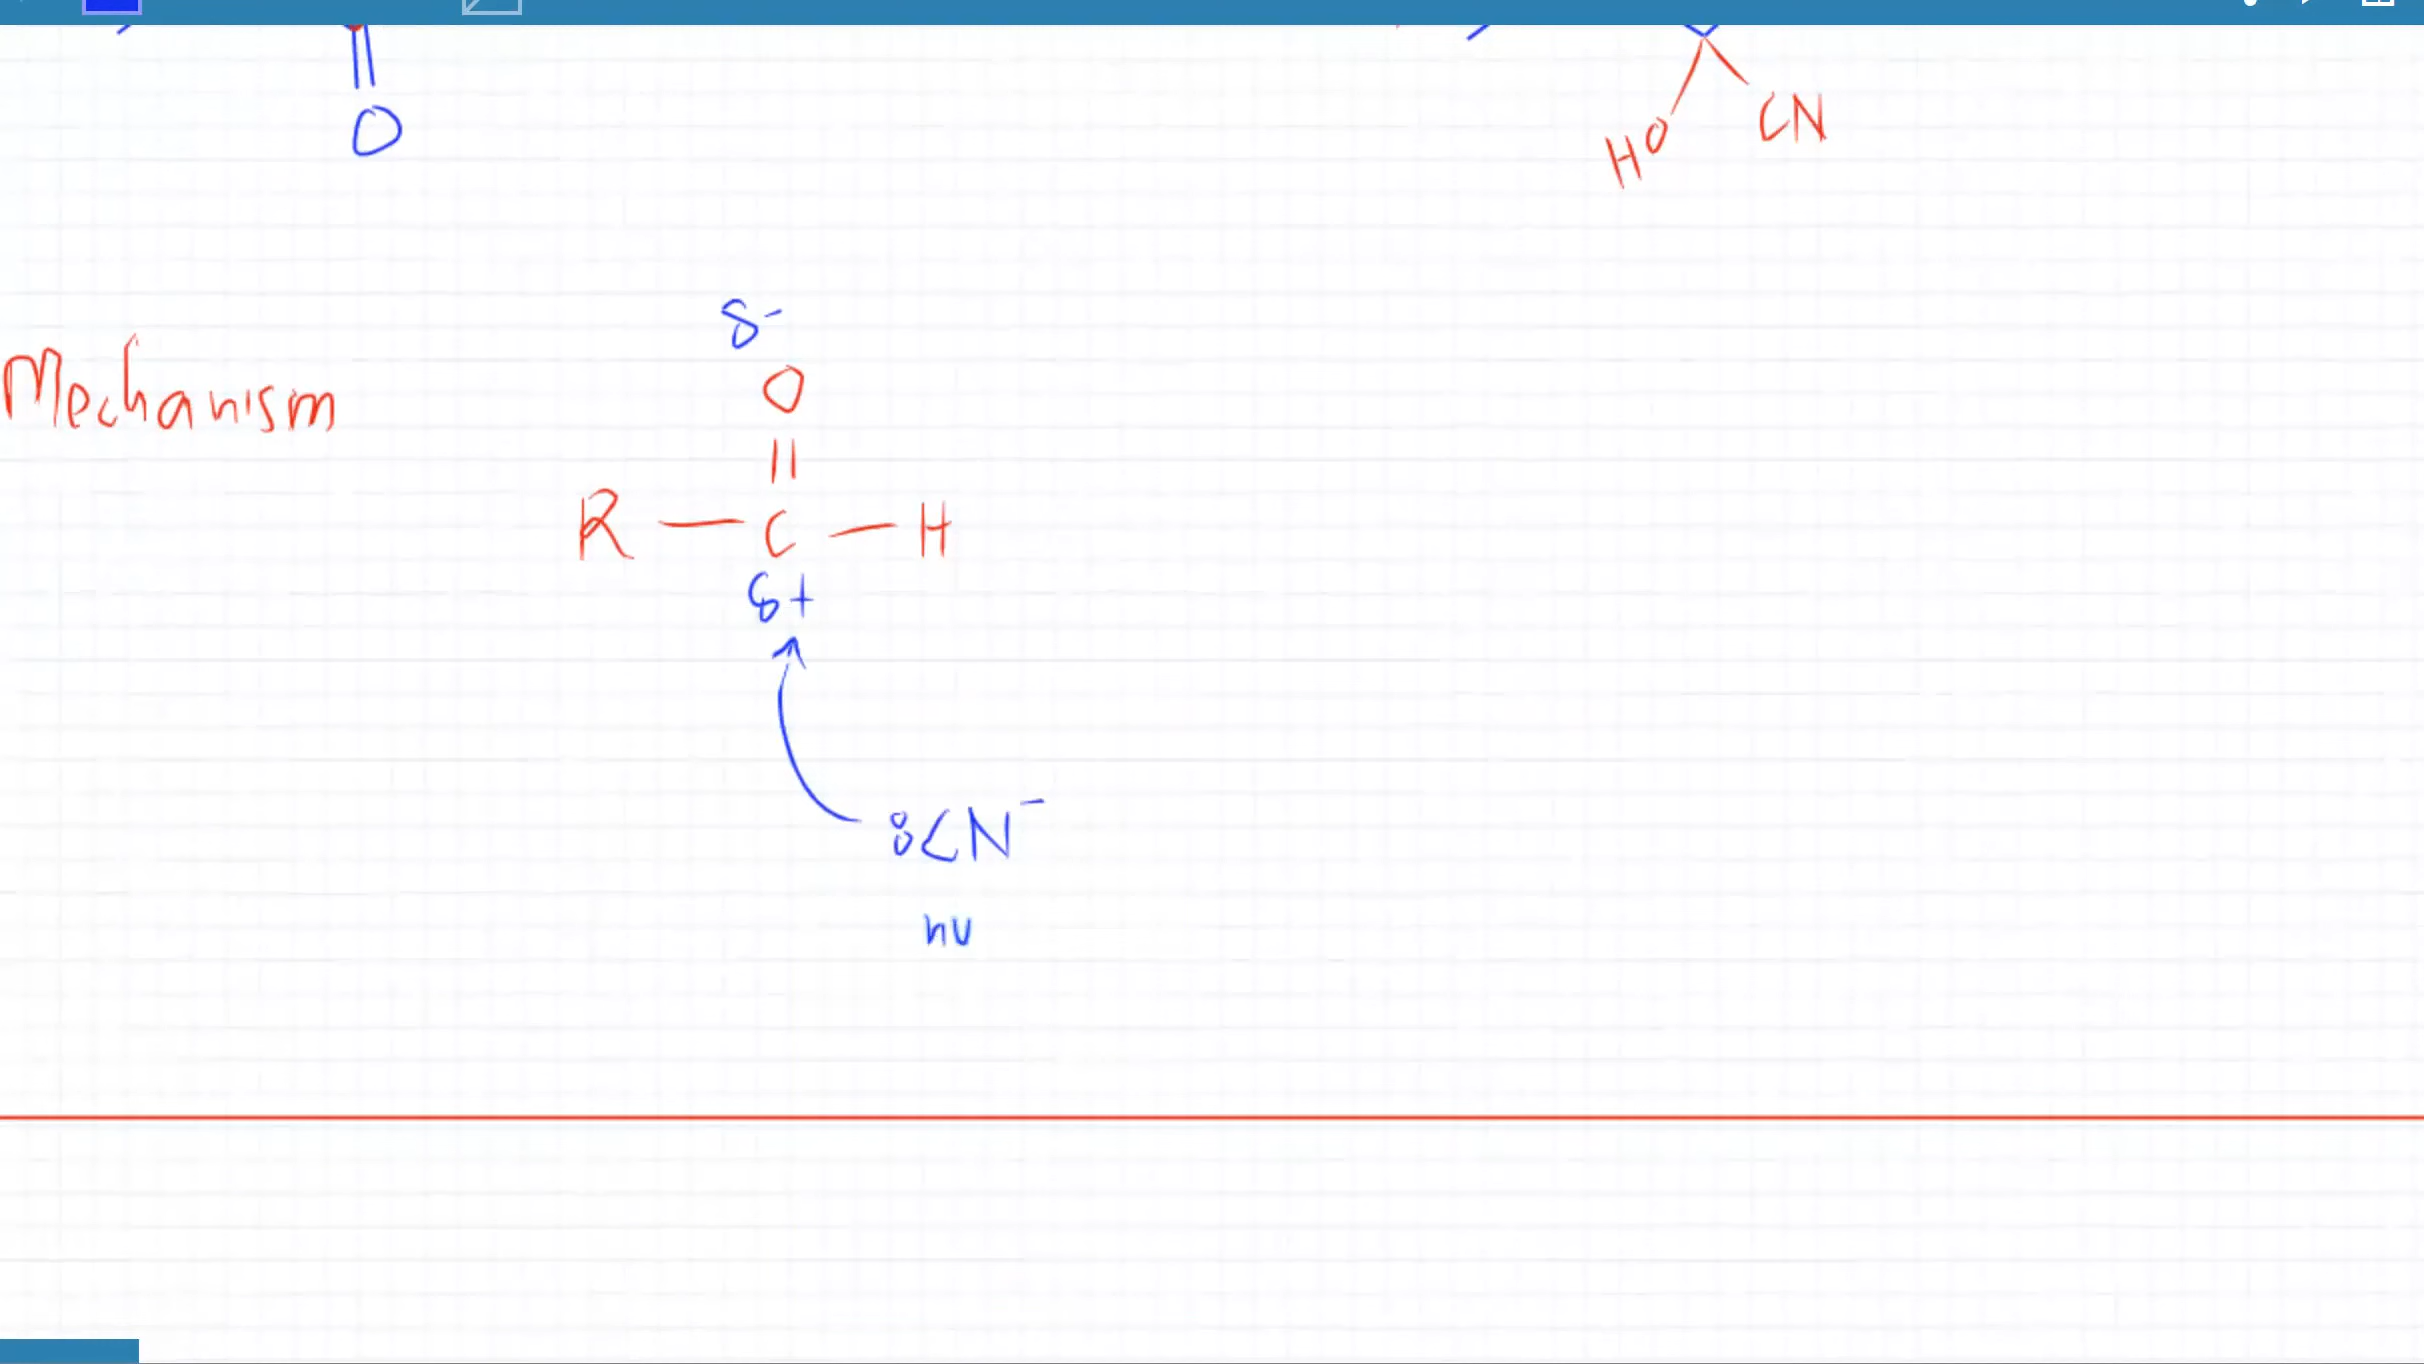 O
HO CN
Mechanism
δ-
O
R — C — H
δ+
:CN⁻
nu